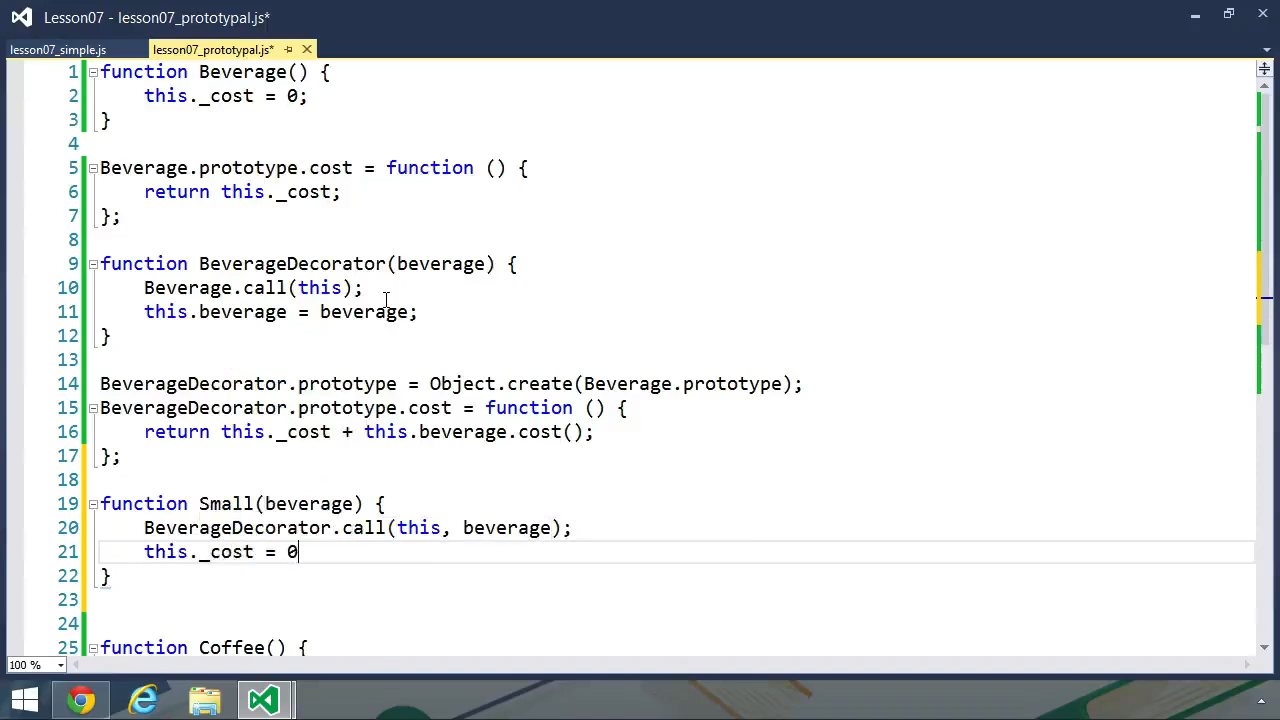 Lesson07 - lesson07_prototypal.js*
lesson07_simple.js
lesson07_prototypal.js*
1 function Beverage() {
2 this._cost = 0;
3 }
4
5 Beverage.prototype.cost = function () {
6 return this._cost;
7 };
8
9 function BeverageDecorator(beverage) {
10 Beverage.call(this);
11 this.beverage = beverage;
12 }
13
14 BeverageDecorator.prototype = Object.create(Beverage.prototype);
15 BeverageDecorator.prototype.cost = function () {
16 return this._cost + this.beverage.cost();
17 };
18
19 function Small(beverage) {
20 BeverageDecorator.call(this, beverage);
21 this._cost = 0
22 }
23
24
25 function Coffee() {
100 %